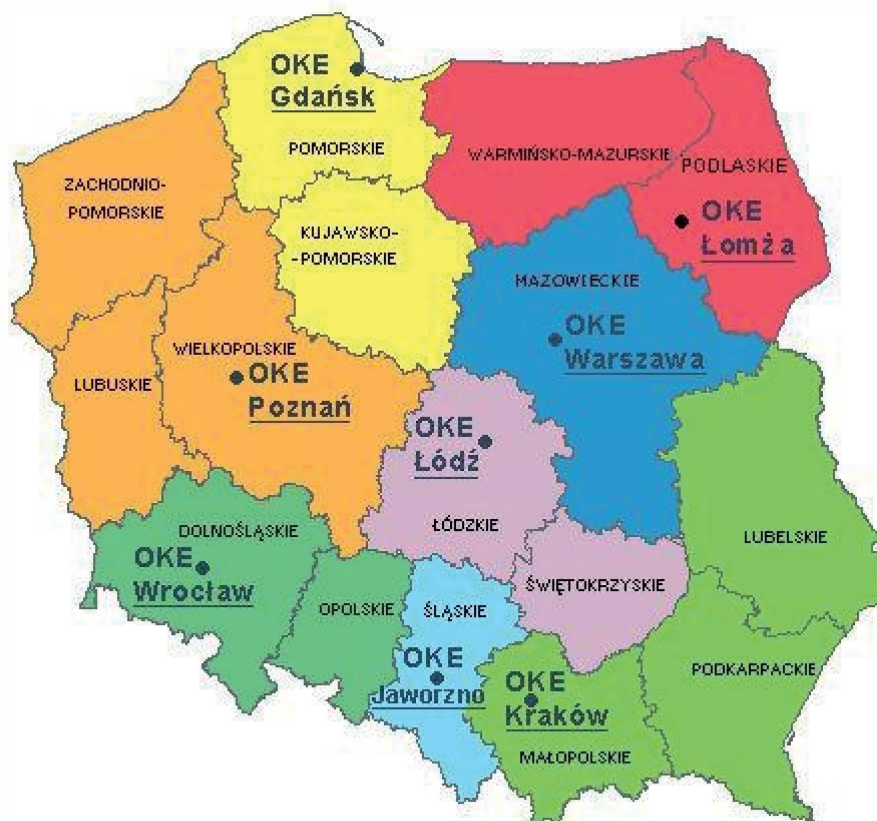 OKE
Gdańsk
POMORSKIE
WARMIŃSKO-MAZURSKIE
PODLASKIE
OKE
Łomża
ZACHODNIO-
POMORSKIE
KUJAWSKO-
-POMORSKIE
MAZOWIECKIE
OKE
Warszawa
WIELKOPOLSKIE
OKE
Poznań
LUBUSKIE
OKE
Łódź
ŁÓDZKIE
DOLNOŚLĄSKIE
OKE
Wrocław
OPOLSKIE
ŚLĄSKIE
OKE
Jaworzno
ŚWIĘTOKRZYSKIE
LUBELSKIE
OKE
Kraków
MAŁOPOLSKIE
PODKARPACKIE